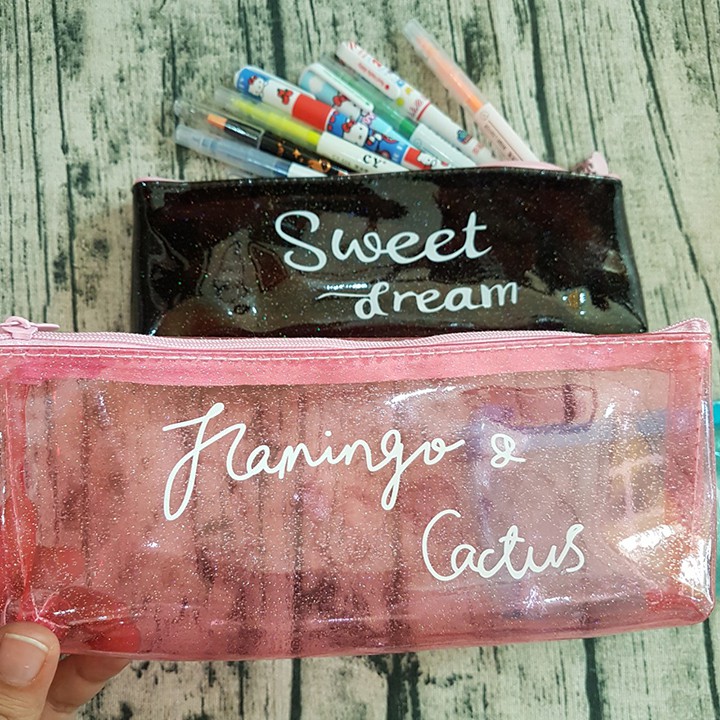 Sweet
dream
Flamingo &
Cactus